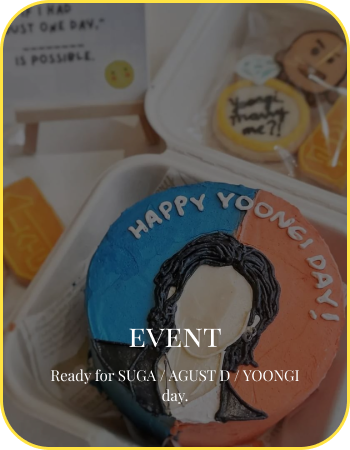 IF I HAD
JUST ONE DAY,"
IS POSSIBLE.
Yoongi
marry
me?!
HAPPY YOONGI DAY!
EVENT
Ready for SUGA / AGUST D / YOONGI
day.